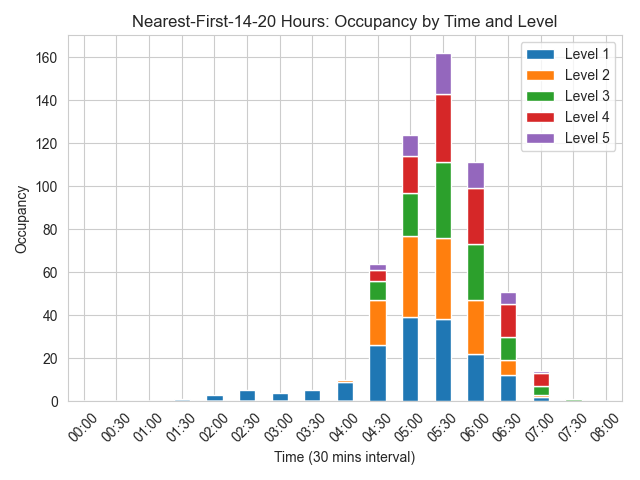 Nearest-First-14-20 Hours: Occupancy by Time and Level
Level 1
Level 2
Level 3
Level 4
Level 5
Occupancy
160
140
120
100
80
60
40
20
0
00:00 00:30 01:00 01:30 02:00 02:30 03:00 03:30 04:00 04:30 05:00 05:30 06:00 06:30 07:00 07:30 08:00
Time (30 mins interval)